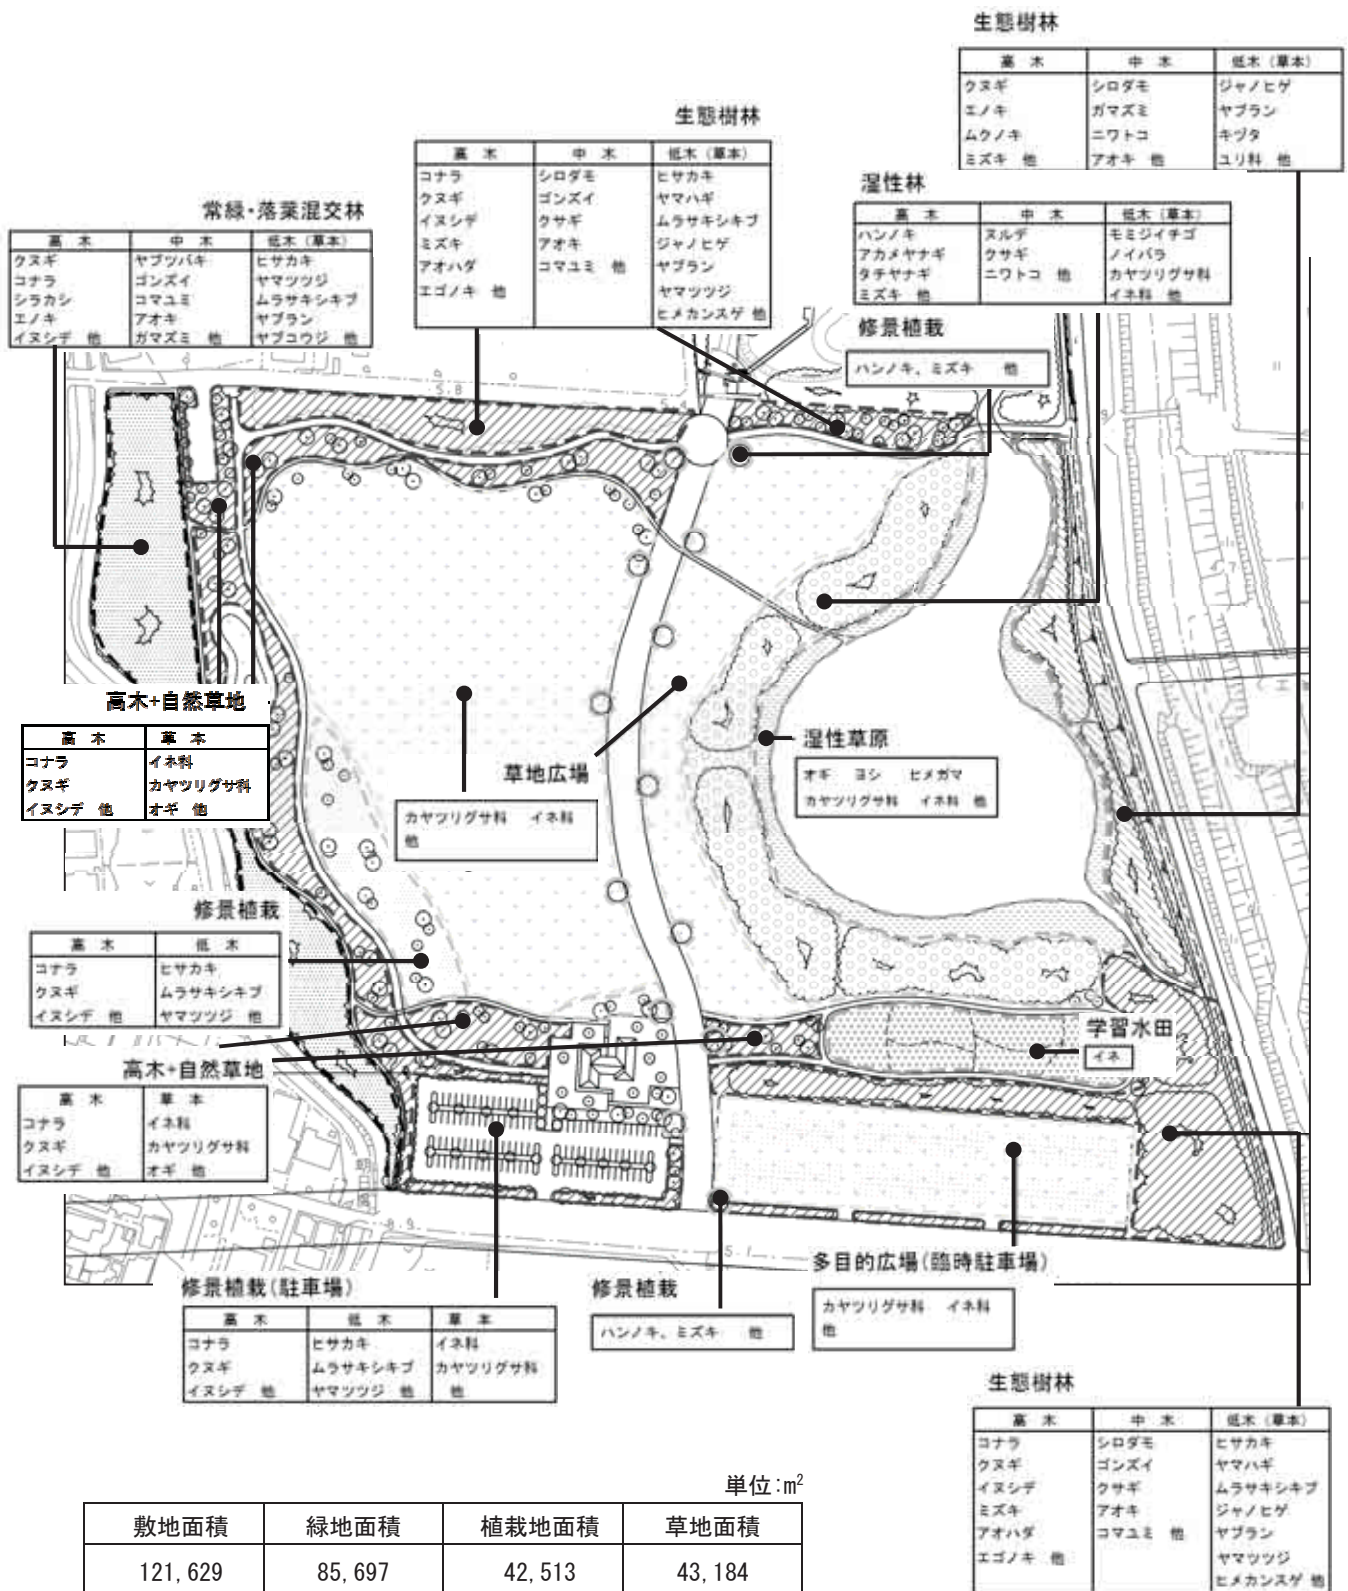 生態樹林
高木 中木 低木（草本）
クヌギ シロダモ ジャノヒゲ
エノキ ガマズミ ヤブラン
ムクノキ ニワトコ キヅタ
ミズキ 他 アオキ 他 ユリ科 他
生態樹林
高木 中木 低木（草本）
コナラ シロダモ ヒサカキ
クヌギ ゴンズイ ヤマハギ
イヌシデ クサギ ムラサキシキブ
ミズキ アオキ ジャノヒゲ
アオハダ コマユミ 他 ヤブラン
エゴノキ 他 ヤマツツジ
ヒメカンスゲ 他
湿性林
高木 中木 低木（草本）
ハンノキ ヌルデ モミジイチゴ
アカメヤナギ クサギ ノイバラ
タチヤナギ ニワトコ 他 カヤツリグサ科
ミズキ 他 イネ科 他
常緑・落葉混交林
高木 中木 低木（草本）
クヌギ ヤブツバキ ヒサカキ
コナラ ゴンズイ ヤマツツジ
シラカシ コマユミ ムラサキシキブ
エノキ アオキ ヤブラン
イヌシデ 他 ガマズミ 他 ヤブコウジ 他
修景植栽
ハンノキ、ミズキ 他
高木+自然草地
高木 草本
コナラ イネ科
クヌギ カヤツリグサ科
イヌシデ 他 オギ 他
草地広場
カヤツリグサ科 イネ科
他
湿性草原
オギ ヨシ ヒメガマ
カヤツリグサ科 イネ科 他
修景植栽
高木 低木
コナラ ヒサカキ
クヌギ ムラサキシキブ
イヌシデ 他 ヤマツツジ 他
学習水田
イネ
高木+自然草地
高木 草本
コナラ イネ科
クヌギ カヤツリグサ科
イヌシデ 他 オギ 他
修景植栽(駐車場)
高木 低木 草本
コナラ ヒサカキ イネ科
クヌギ ムラサキシキブ カヤツリグサ科
イヌシデ 他 ヤマツツジ 他 他
修景植栽
ハンノキ、ミズキ 他
多目的広場(臨時駐車場)
カヤツリグサ科 イネ科
他
生態樹林
高木 中木 低木（草本）
コナラ シロダモ ヒサカキ
クヌギ ゴンズイ ヤマハギ
イヌシデ クサギ ムラサキシキブ
ミズキ アオキ ジャノヒゲ
アオハダ コマユミ 他 ヤブラン
エゴノキ 他 ヤマツツジ
ヒメカンスゲ 他
単位:m²
敷地面積 緑地面積 植栽地面積 草地面積
121,629 85,697 42,513 43,184